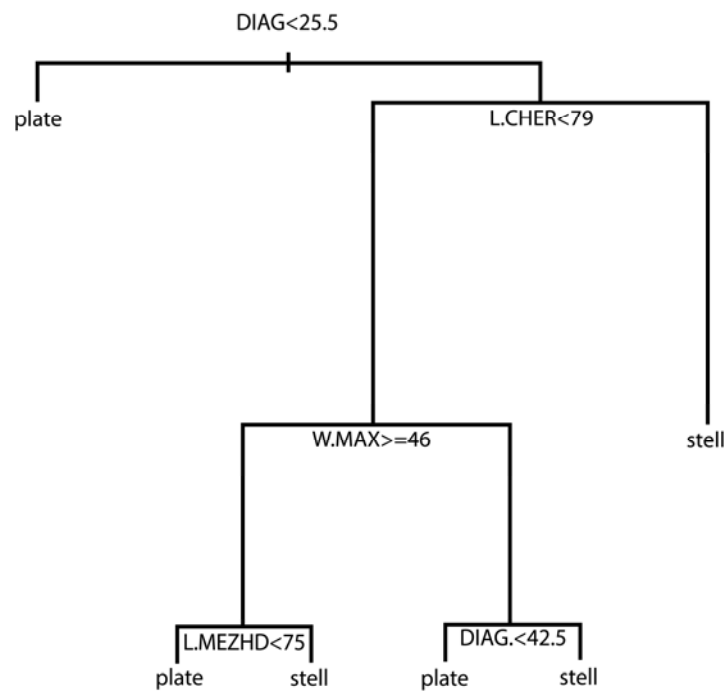 DIAG<25.5
plate
L.CHER<79
W.MAX>=46
stell
L.MEZHD<75
DIAG.<42.5
plate
stell
plate
stell